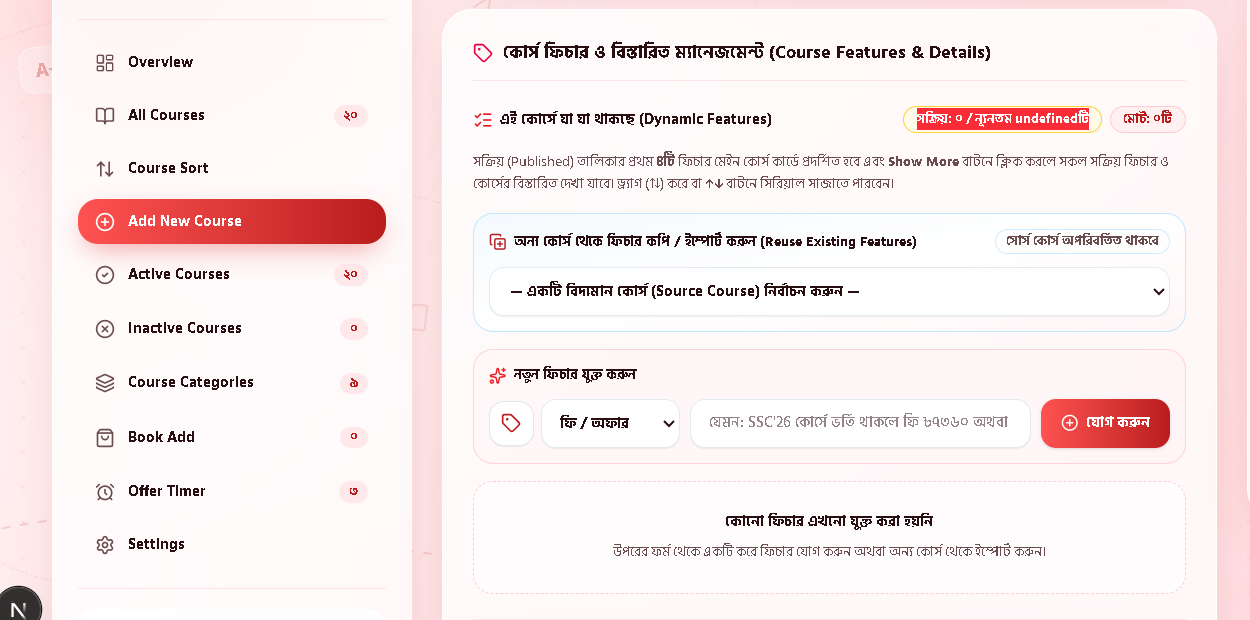 Overview
All Courses ২০
Course Sort
Add New Course
Active Courses ২০
Inactive Courses ০
Course Categories ৯
Book Add ০
Offer Timer ৩
Settings
N
কোর্স ফিচার ও বিস্তারিত ম্যানেজমেন্ট (Course Features & Details)
এই কোর্সে যা যা থাকছে (Dynamic Features) সক্রিয়: ০ / ন্যূনতম undefinedটি মোট: ০টি
সক্রিয় (Published) তালিকার প্রথম ৪টি ফিচার মেইন কোর্স কার্ডে প্রদর্শিত হবে এবং Show More বাটনে ক্লিক করলে সকল সক্রিয় ফিচার ও
কোর্সের বিস্তারিত দেখা যাবে। ড্র্যাগ (⇅) করে বা ↑↓ বাটনে সিরিয়াল সাজাতে পারবেন।
অন্য কোর্স থেকে ফিচার কপি / ইম্পোর্ট করুন (Reuse Existing Features) সোর্স কোর্স অপরিবর্তিত থাকবে
— একটি বিদ্যমান কোর্স (Source Course) নির্বাচন করুন —
নতুন ফিচার যুক্ত করুন
ফি / অফার যেমন: SSC'26 কোর্সে ভর্তি থাকলে ফি ৳৭৩৬০ অথবা যোগ করুন
কোনো ফিচার এখনো যুক্ত করা হয়নি
উপরের ফর্ম থেকে একটি করে ফিচার যোগ করুন অথবা অন্য কোর্স থেকে ইম্পোর্ট করুন।